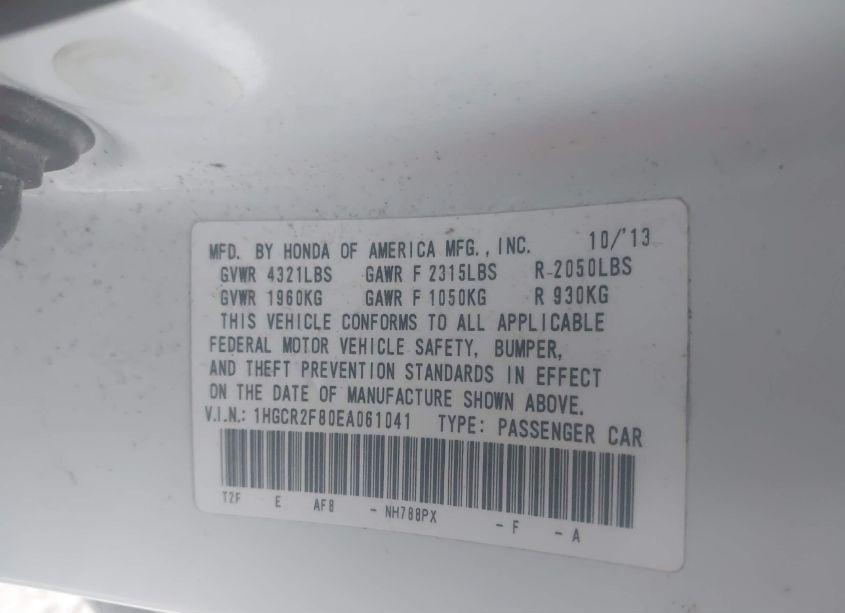 MFD. BY HONDA OF AMERICA MFG., INC. 10/'13
GVWR 4321LBS GAWR F 2315LBS R-2050LBS
GVWR 1960KG GAWR F 1050KG R 930KG
THIS VEHICLE CONFORMS TO ALL APPLICABLE
FEDERAL MOTOR VEHICLE SAFETY, BUMPER,
AND THEFT PREVENTION STANDARDS IN EFFECT
ON THE DATE OF MANUFACTURE SHOWN ABOVE.
V.I.N.: 1HGCR2F80EA061041 TYPE: PASSENGER CAR
T2F E AF8 - NH788PX - F - A